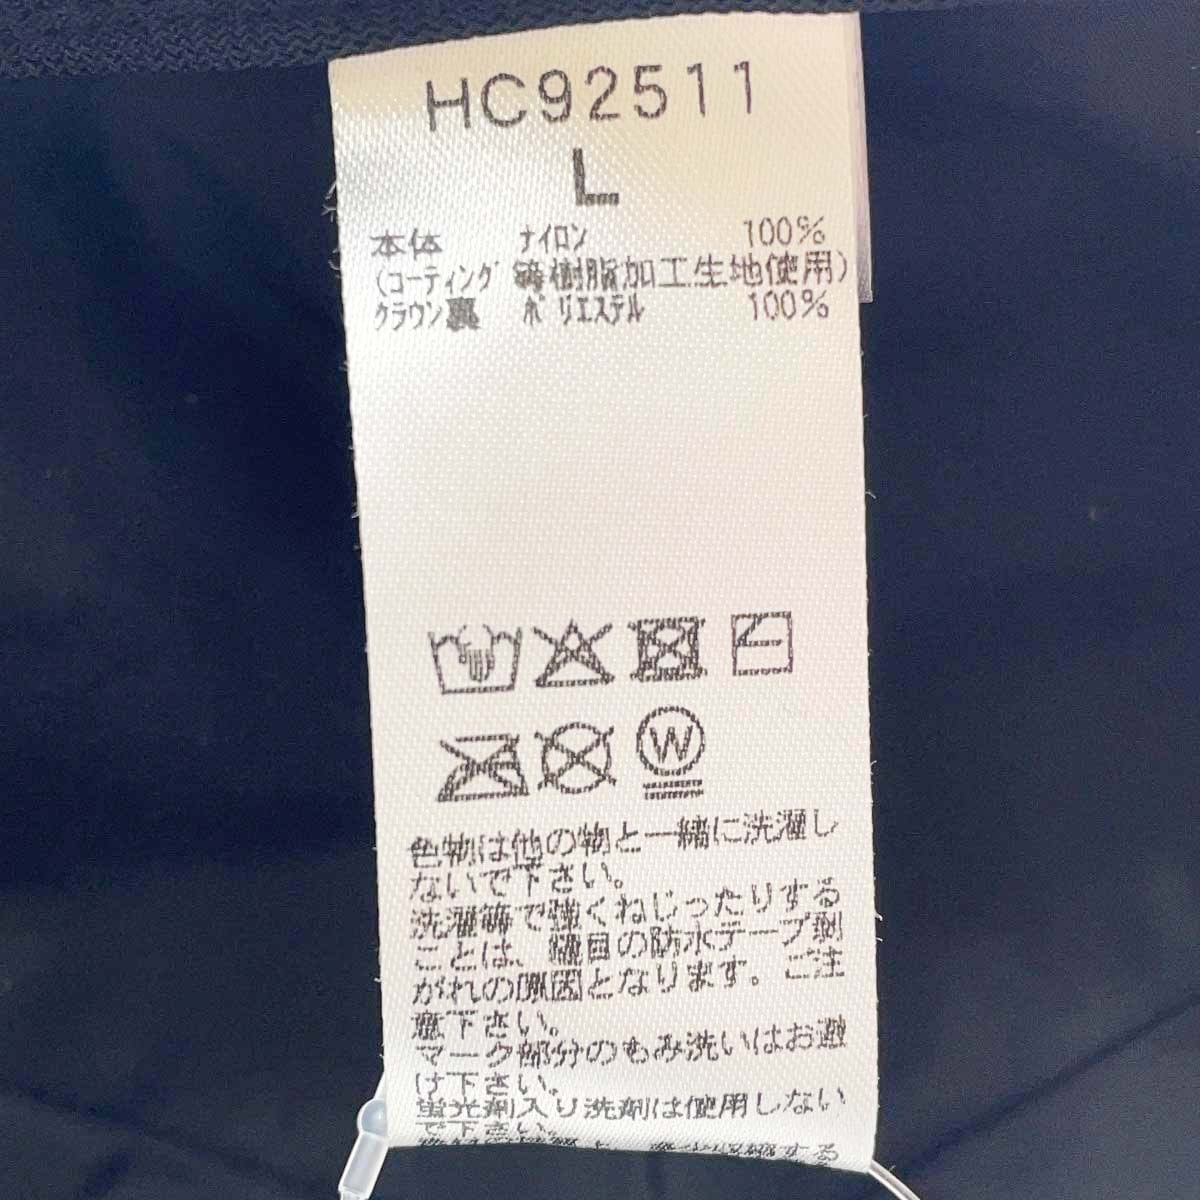 HC92511
L
本体 ナイロン 100%
(コーティング等樹脂加工生地使用)
クラウン裏 ポリエステル 100%
W
色物は他の物と一緒に洗濯し
ないで下さい。
洗濯等で強くねじったりする
ことは、縫目の防水テープ剥
がれの原因となります。ご注
意下さい。
マーク部分のもみ洗いはお避
け下さい。
蛍光剤入り洗剤は使用しない
で下さい。